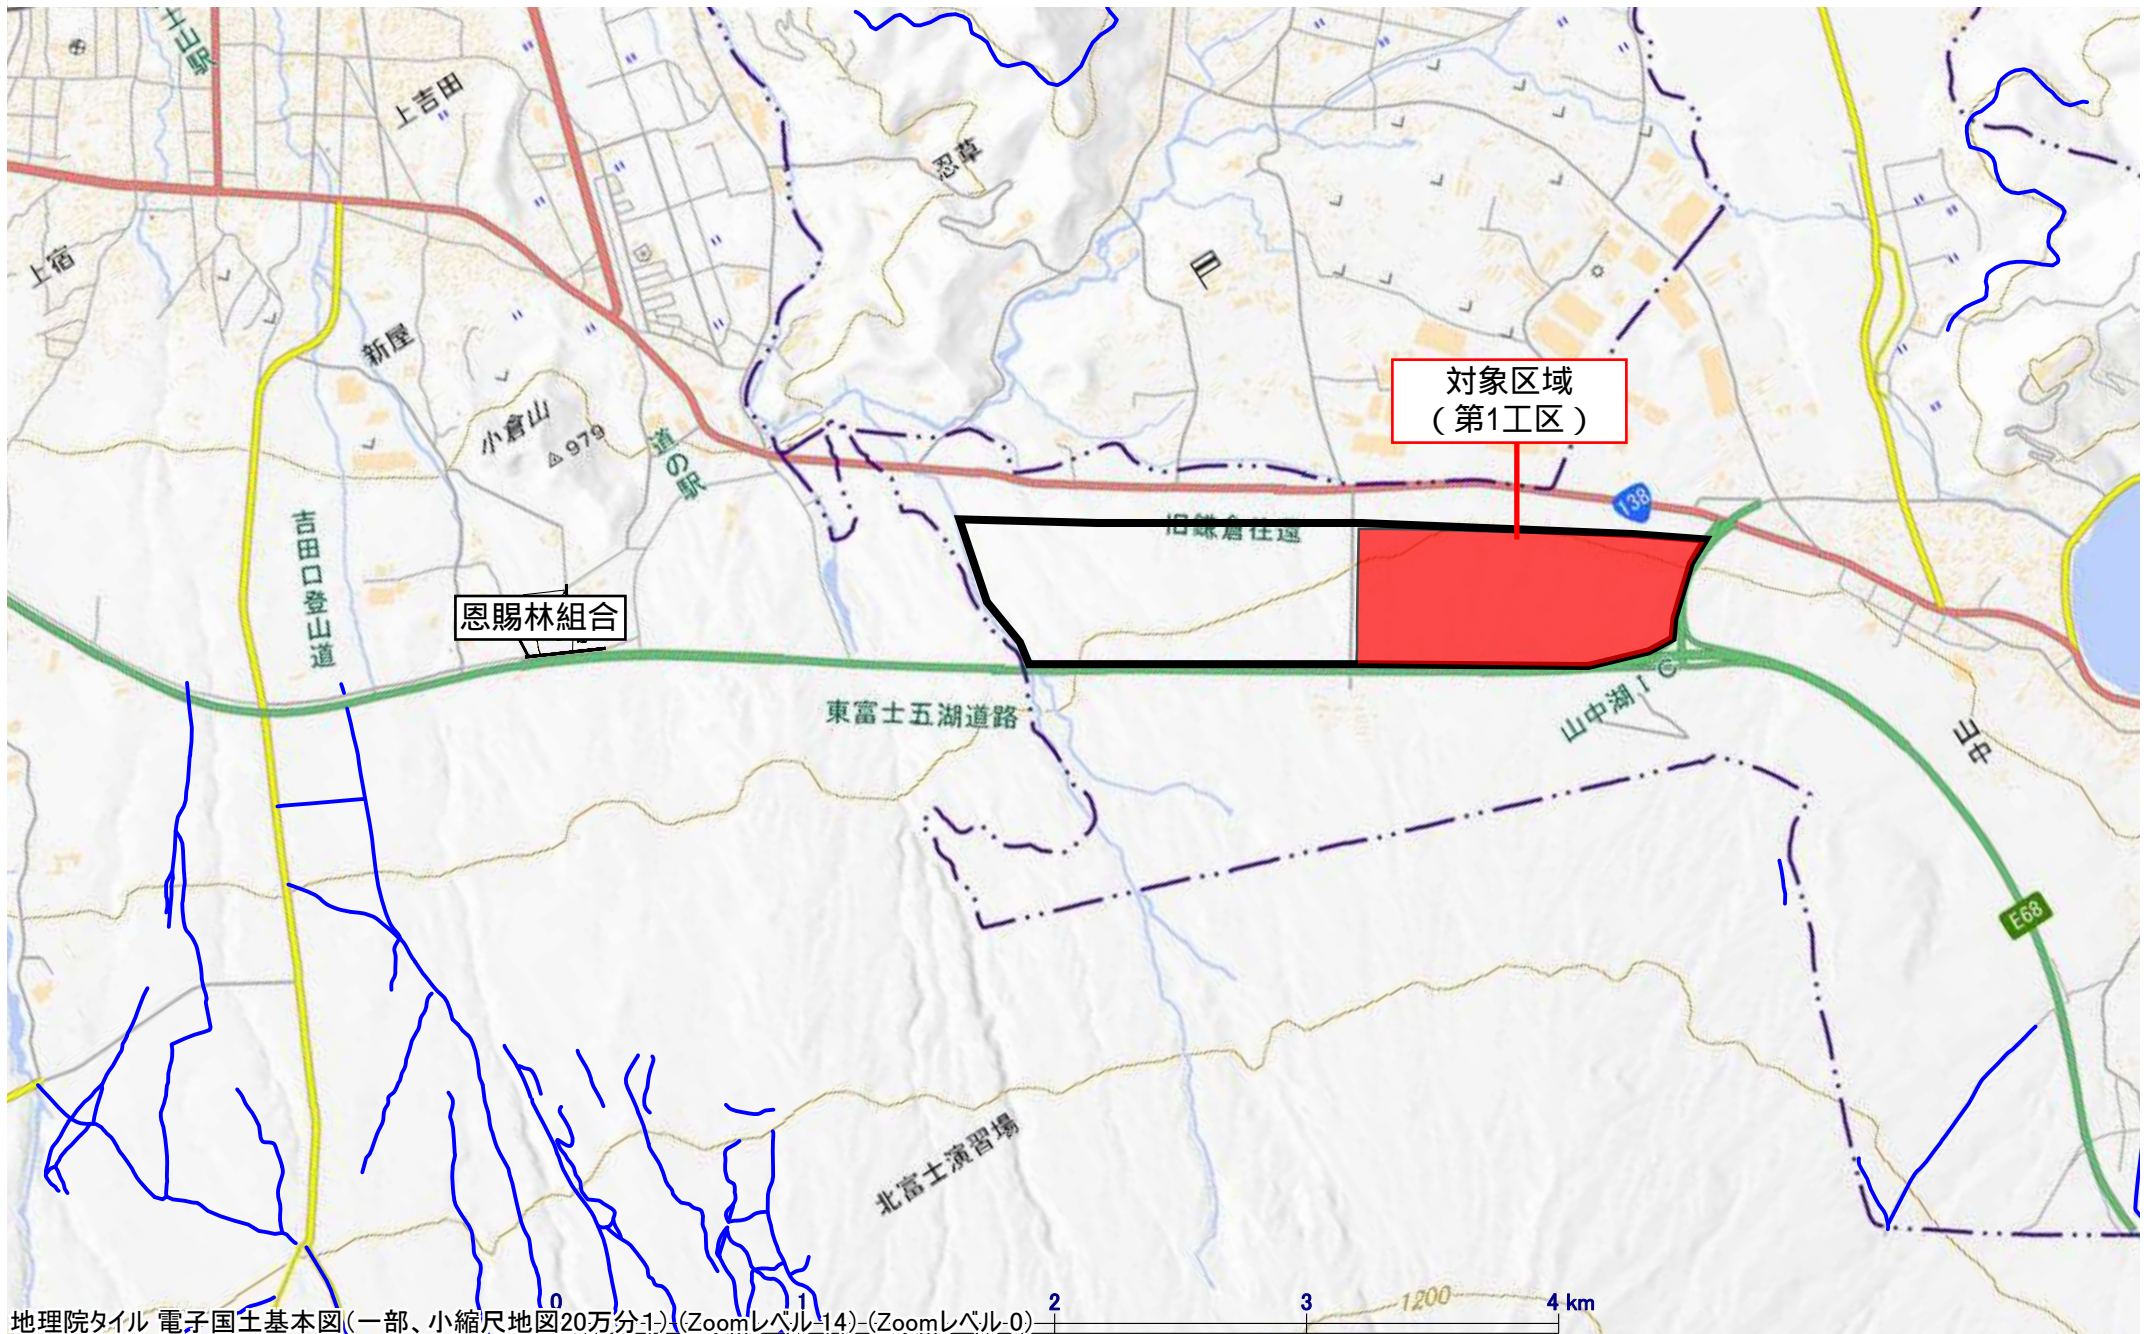 士山駅
上吉田
忍草
上宿
新屋
小倉山
979
道の駅
対象区域
（第1工区）
138
旧鎌倉往還
吉田口登山道
恩賜林組合
東富士五湖道路
山中湖IC
山中
E68
北富士演習場
1200
0 1 2 3 4 km
地理院タイル 電子国土基本図(一部、小縮尺地図20万分1) (Zoomレベル 14) (Zoomレベル 0)